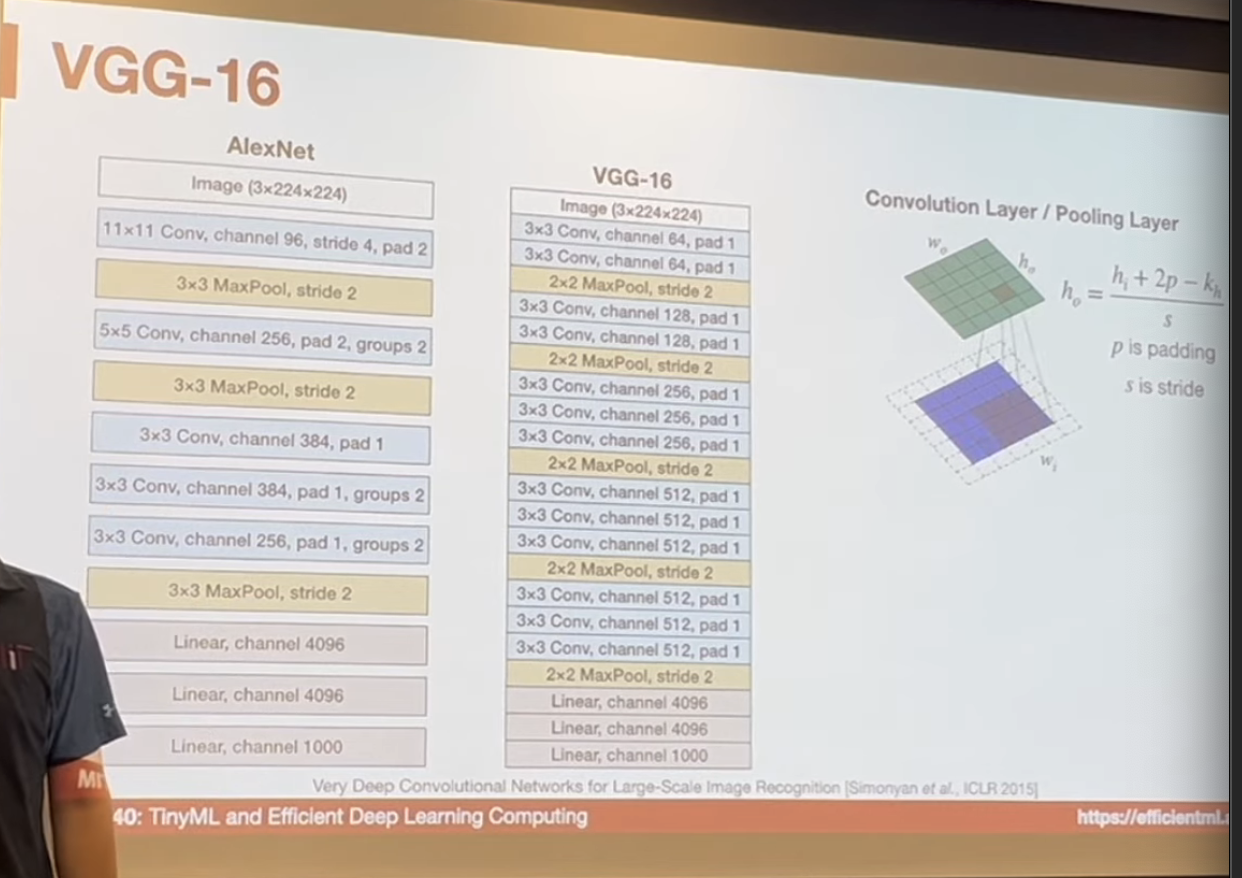 VGG-16
AlexNet
Image (3×224×224)
11×11 Conv, channel 96, stride 4, pad 2
3×3 MaxPool, stride 2
5×5 Conv, channel 256, pad 2, groups 2
3×3 MaxPool, stride 2
3×3 Conv, channel 384, pad 1
3×3 Conv, channel 384, pad 1, groups 2
3×3 Conv, channel 256, pad 1, groups 2
3×3 MaxPool, stride 2
Linear, channel 4096
Linear, channel 4096
Linear, channel 1000
VGG-16
Image (3×224×224)
3×3 Conv, channel 64, pad 1
3×3 Conv, channel 64, pad 1
2×2 MaxPool, stride 2
3×3 Conv, channel 128, pad 1
3×3 Conv, channel 128, pad 1
2×2 MaxPool, stride 2
3×3 Conv, channel 256, pad 1
3×3 Conv, channel 256, pad 1
3×3 Conv, channel 256, pad 1
2×2 MaxPool, stride 2
3×3 Conv, channel 512, pad 1
3×3 Conv, channel 512, pad 1
3×3 Conv, channel 512, pad 1
2×2 MaxPool, stride 2
3×3 Conv, channel 512, pad 1
3×3 Conv, channel 512, pad 1
3×3 Conv, channel 512, pad 1
2×2 MaxPool, stride 2
Linear, channel 4096
Linear, channel 4096
Linear, channel 1000
Convolution Layer / Pooling Layer
wₒ
hₒ
hₒ = (hᵢ + 2p − kₕ) / s
p is padding
s is stride
wᵢ
Very Deep Convolutional Networks for Large-Scale Image Recognition [Simonyan et al., ICLR 2015]
40: TinyML and Efficient Deep Learning Computing
https://efficientml.